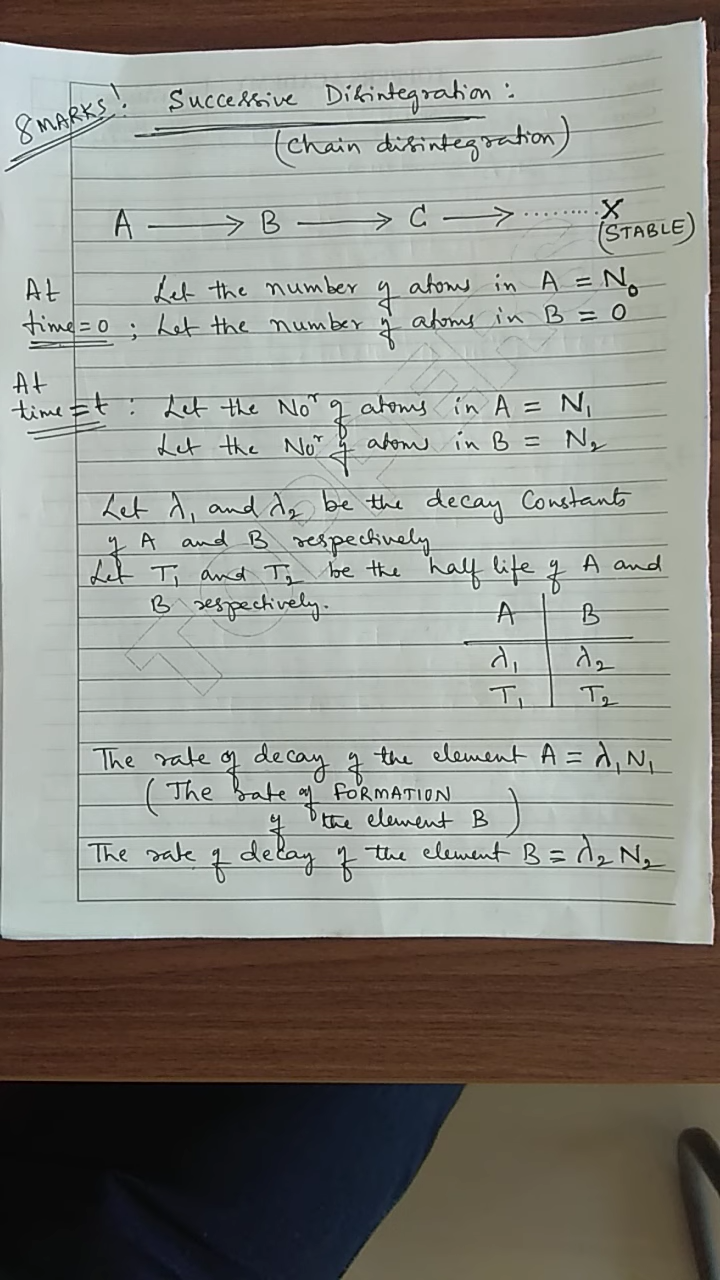 8 MARKS! Successive Disintegration :
(Chain disintegration)
A → B → C → ......... X
(STABLE)
At Let the number of atoms in A = N₀
time = 0 ; Let the number of atoms in B = 0
At
time = t : Let the Noʳ of atoms in A = N₁
Let the Noʳ of atoms in B = N₂
Let λ₁ and λ₂ be the decay Constants
of A and B respectively
Let T₁ and T₂ be the half life of A and
B respectively.
A B
λ₁ λ₂
T₁ T₂
The rate of decay of the element A = λ₁N₁
(The rate of FORMATION
of the element B)
The rate of decay of the element B = λ₂N₂